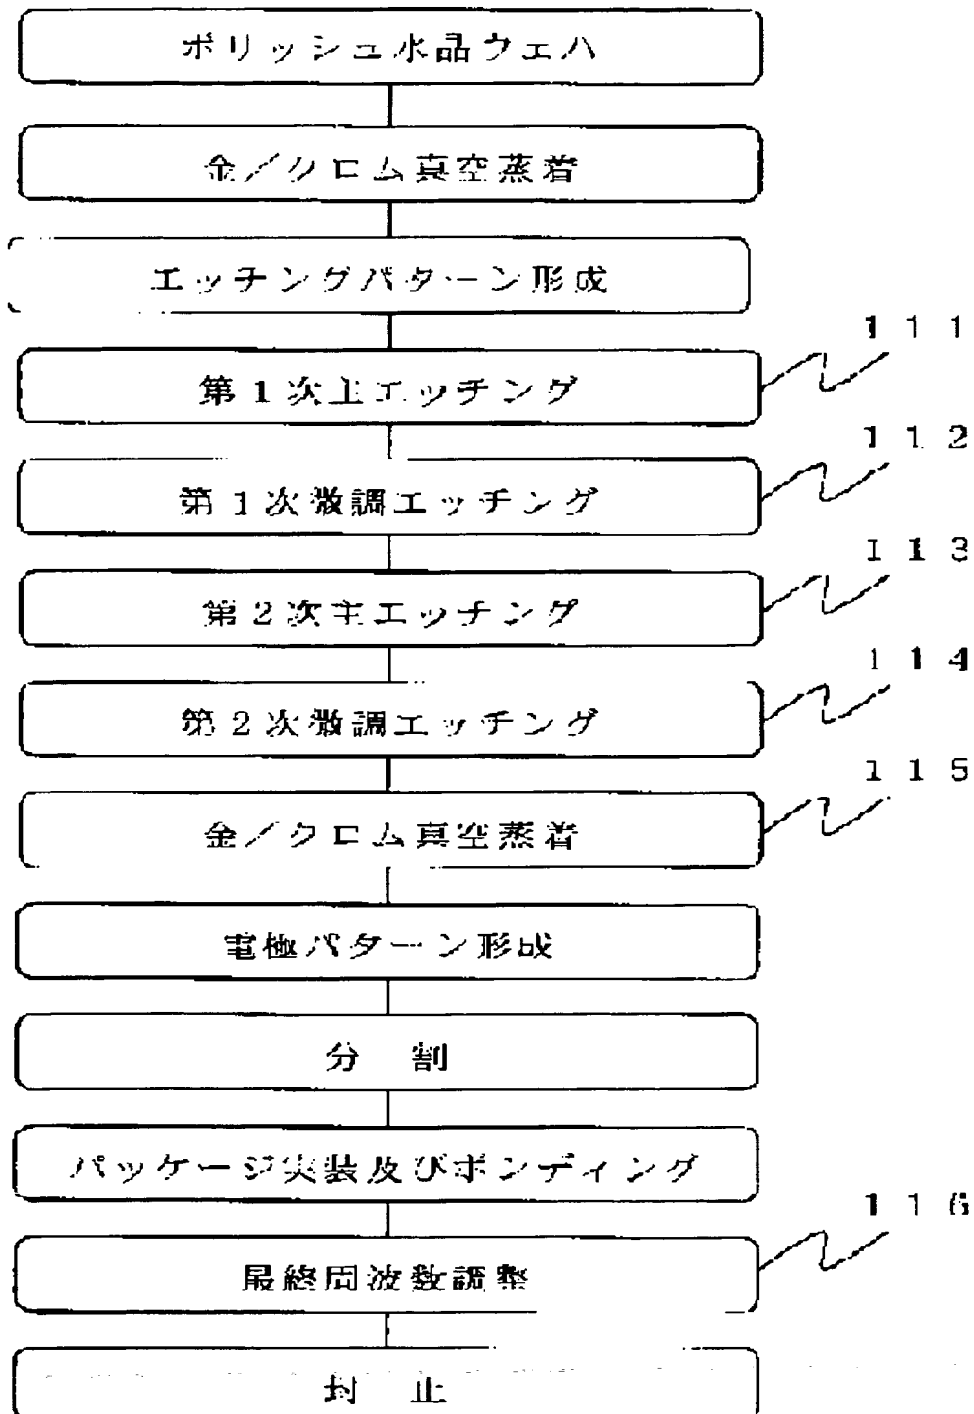 ポリッシュ水晶ウェハ
金／クロム真空蒸着
エッチングパターン形成
111
第1次主エッチング
112
第1次微調エッチング
113
第2次主エッチング
114
第2次微調エッチング
115
金／クロム真空蒸着
電極パターン形成
分　割
パッケージ実装及びボンディング
116
最終周波数調整
封　止